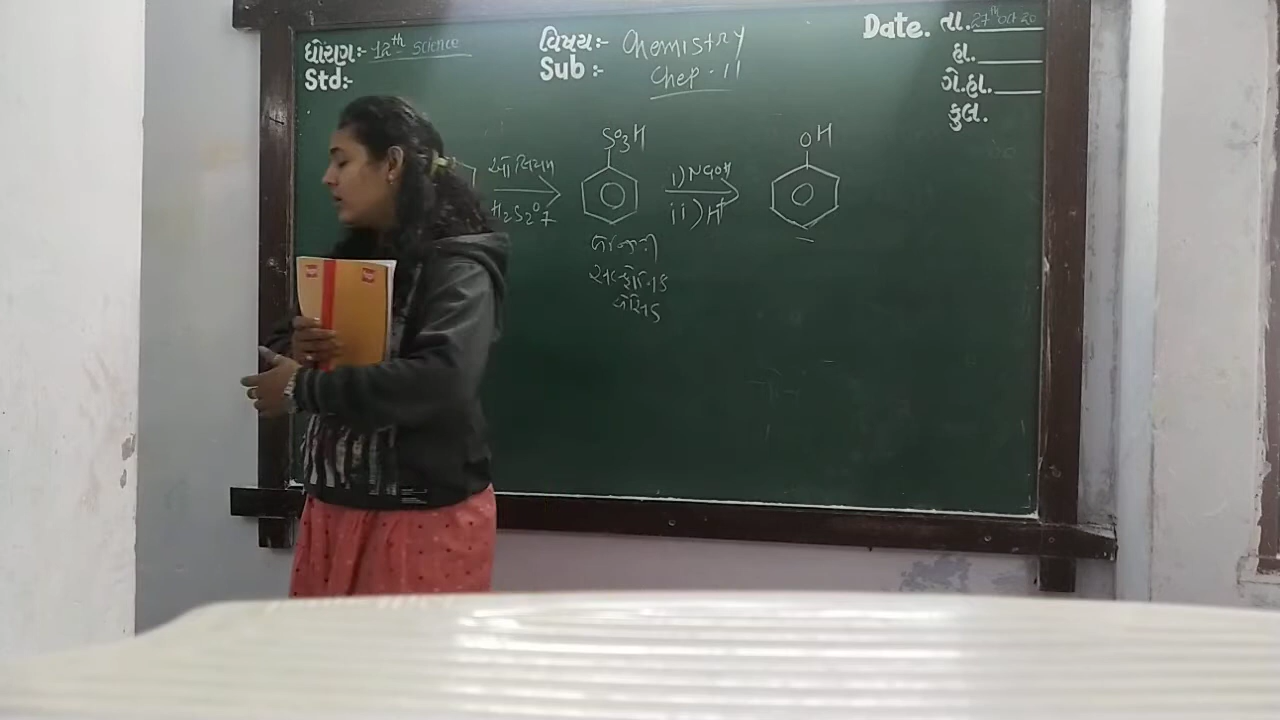 ધોરણ:- 12th science
Std:-
વિષય:- Chemistry
Sub :- Chep. 11
Date. તા. 27th oct 20
હા.
ગે.હા.
કુલ.
SO3H
OH
ઓલિયમ
H2S2O7
i) NaOH
ii) H+
બેન્ઝીન
સલ્ફોનિક
એસિડ